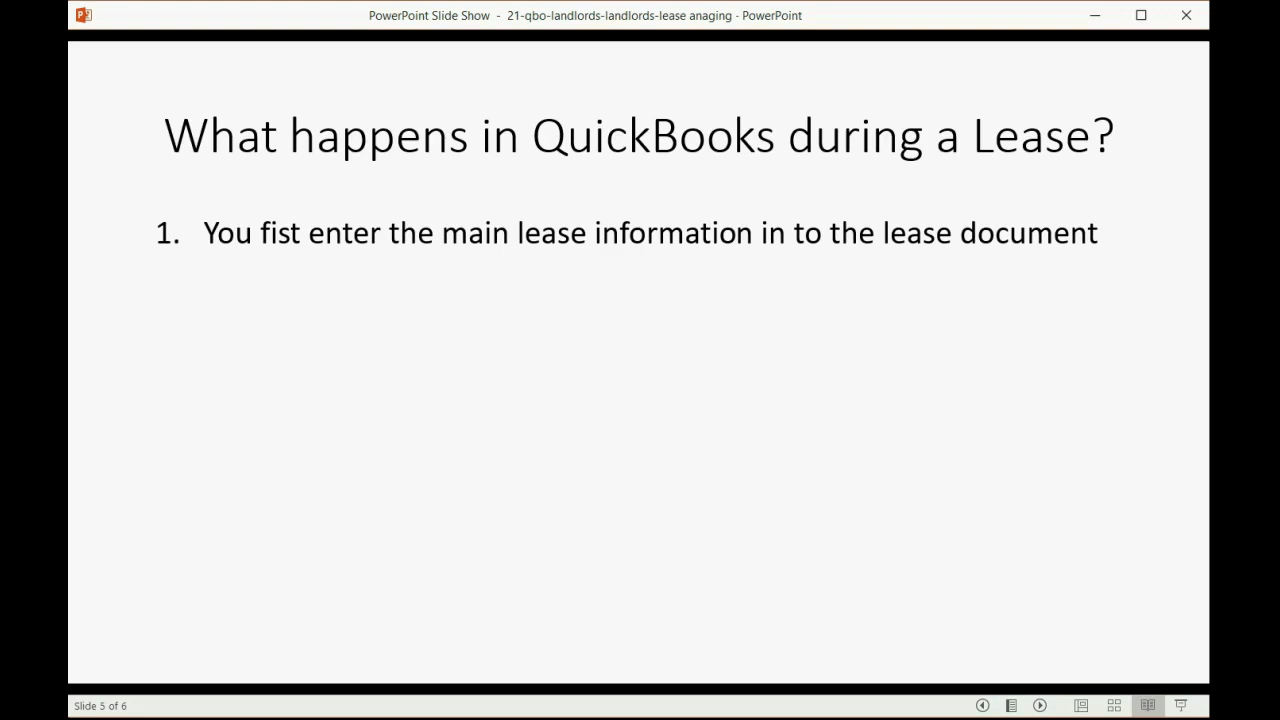 PowerPoint Slide Show - 21-qbo-landlords-landlords-lease anaging - PowerPoint
What happens in QuickBooks during a Lease?
1. You fist enter the main lease information in to the lease document
Slide 5 of 6